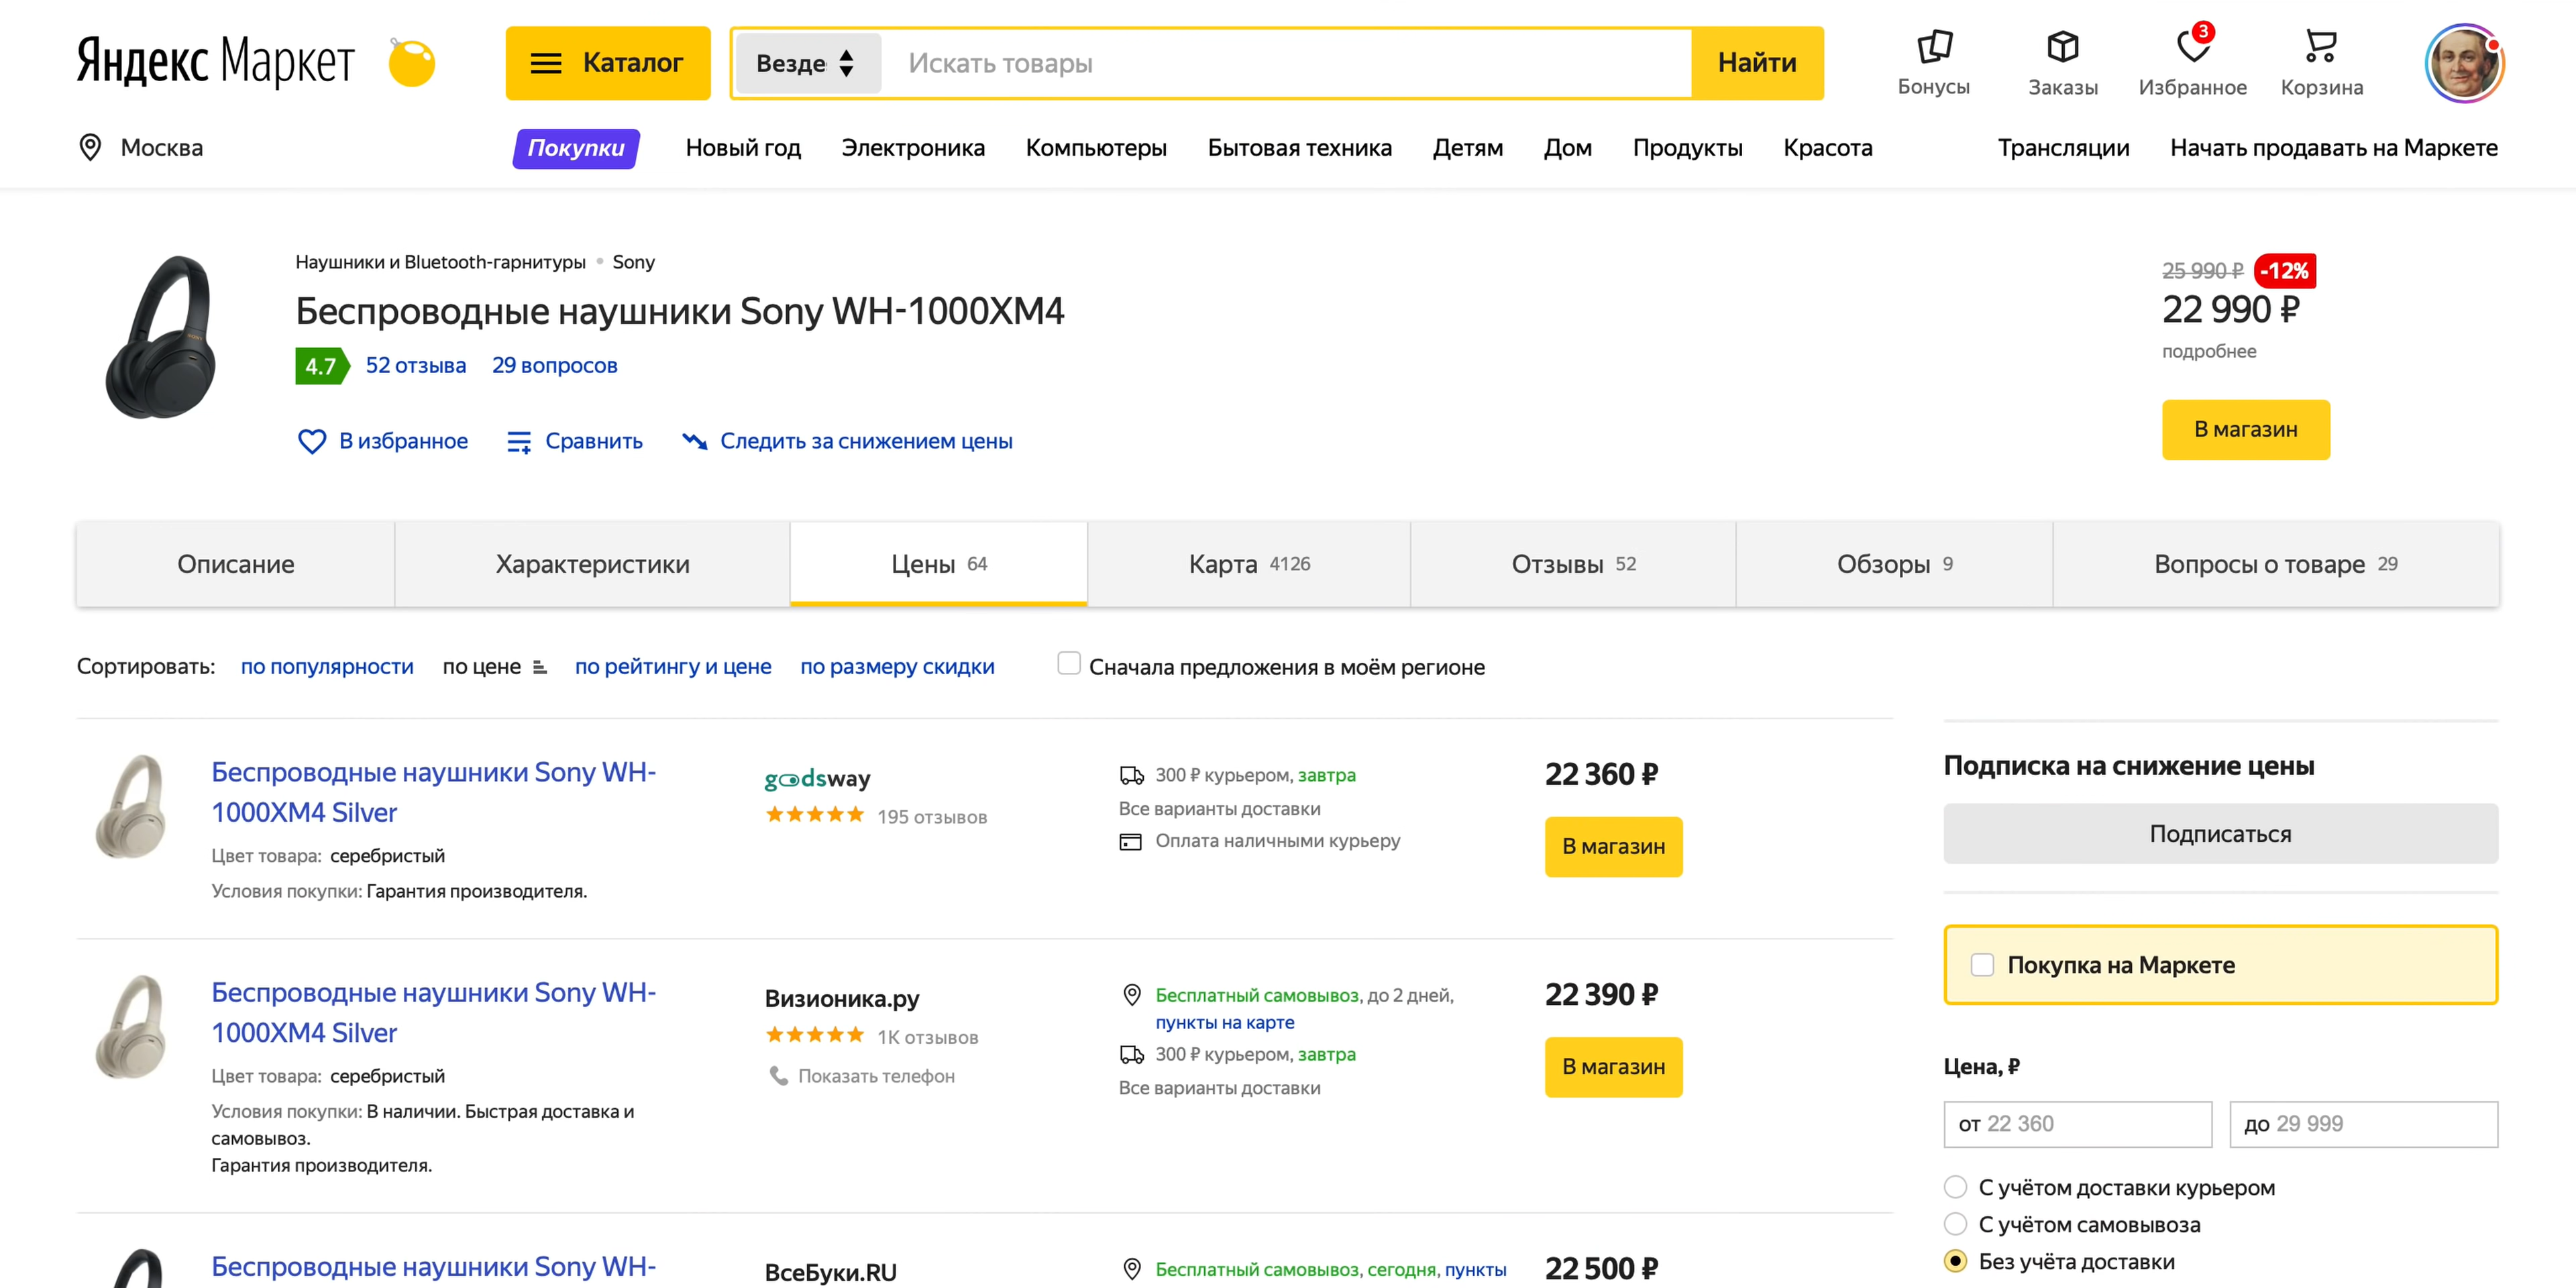 Яндекс Маркет
Каталог
Везде
Искать товары
Найти
Бонусы
Заказы
3
Избранное
Корзина
Москва
Покупки
Новый год
Электроника
Компьютеры
Бытовая техника
Детям
Дом
Продукты
Красота
Трансляции
Начать продавать на Маркете
Наушники и Bluetooth-гарнитуры • Sony
Беспроводные наушники Sony WH-1000XM4
4.7 52 отзыва 29 вопросов
В избранное
Сравнить
Следить за снижением цены
25 990 ₽ -12%
22 990 ₽
подробнее
В магазин
Описание
Характеристики
Цены 64
Карта 4126
Отзывы 52
Обзоры 9
Вопросы о товаре 29
Сортировать: по популярности по цене по рейтингу и цене по размеру скидки
Сначала предложения в моём регионе
Беспроводные наушники Sony WH-
1000XM4 Silver
Цвет товара: серебристый
Условия покупки: Гарантия производителя.
goodsway
195 отзывов
300 ₽ курьером, завтра
Все варианты доставки
Оплата наличными курьеру
22 360 ₽
В магазин
Беспроводные наушники Sony WH-
1000XM4 Silver
Цвет товара: серебристый
Условия покупки: В наличии. Быстрая доставка и
самовывоз.
Гарантия производителя.
Визионика.ру
1K отзывов
Показать телефон
Бесплатный самовывоз, до 2 дней,
пункты на карте
300 ₽ курьером, завтра
Все варианты доставки
22 390 ₽
В магазин
Беспроводные наушники Sony WH-
ВсеБуки.RU
Бесплатный самовывоз, сегодня, пункты
22 500 ₽
Подписка на снижение цены
Подписаться
Покупка на Маркете
Цена, ₽
от 22 360
до 29 999
С учётом доставки курьером
С учётом самовывоза
Без учёта доставки